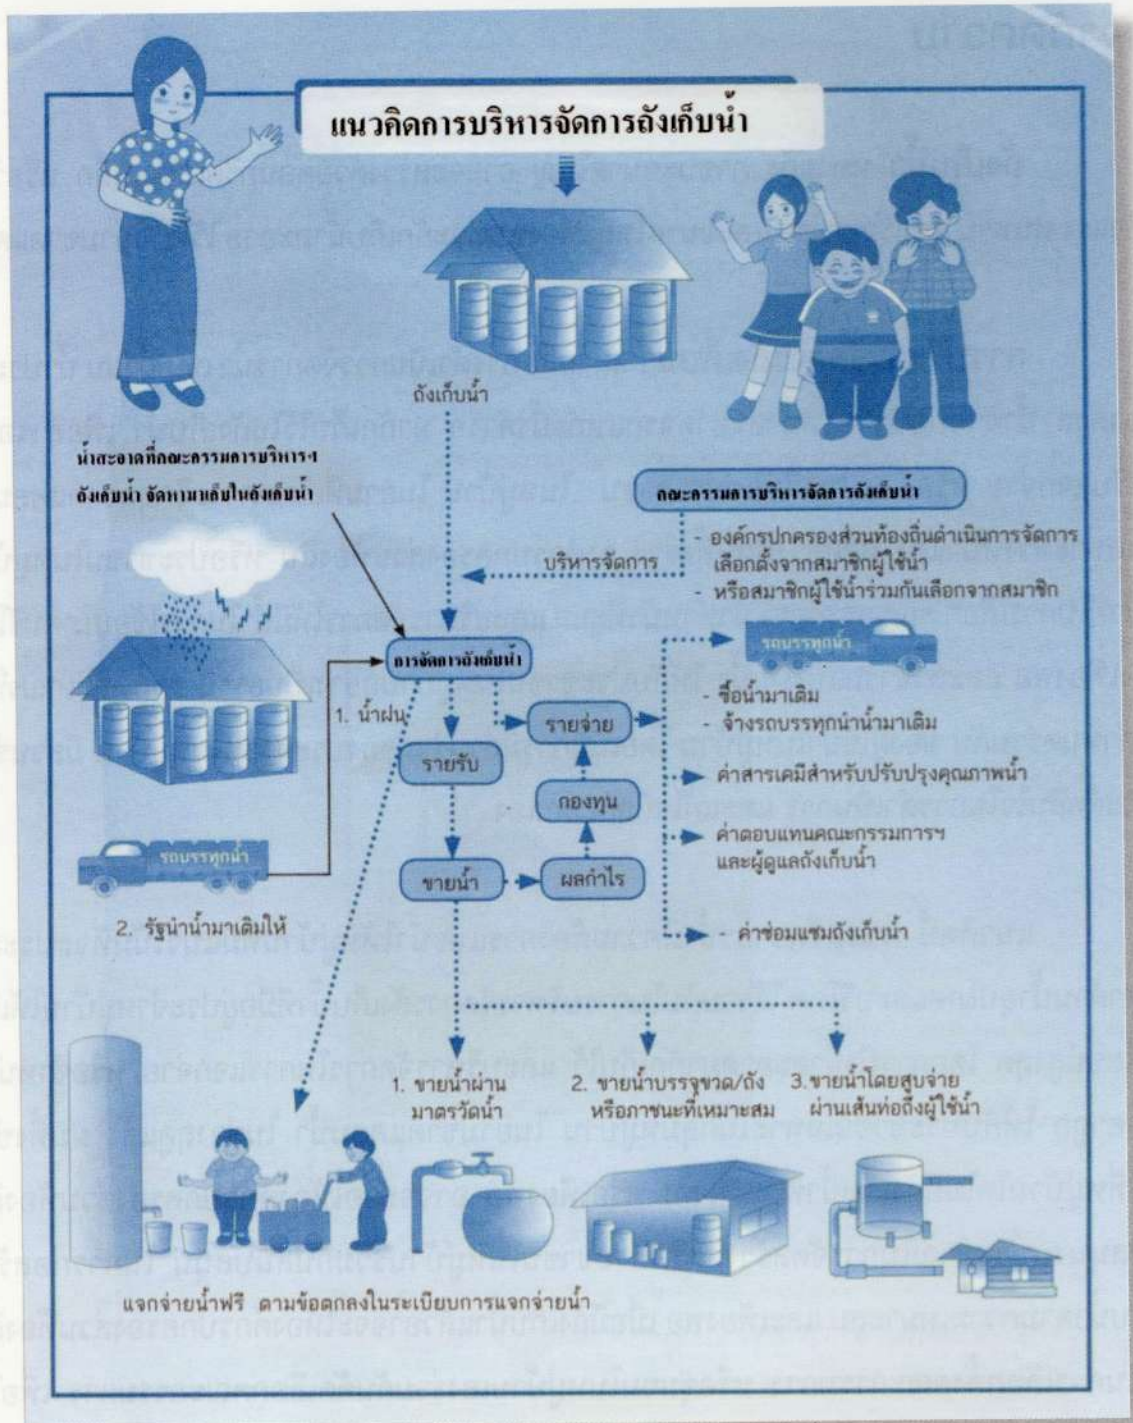 แนวคิดการบริหารจัดการถังเก็บน้ำ
ถังเก็บน้ำ
น้ำสะอาดที่คณะกรรมการบริหารฯ
ถังเก็บน้ำ จัดหามาเก็บในถังเก็บน้ำ
คณะกรรมการบริหารจัดการถังเก็บน้ำ
- องค์กรปกครองส่วนท้องถิ่นดำเนินการจัดการ
เลือกตั้งจากสมาชิกผู้ใช้น้ำ
- หรือสมาชิกผู้ใช้น้ำร่วมกันเลือกจากสมาชิก
บริหารจัดการ
การจัดการถังเก็บน้ำ
รถบรรทุกน้ำ
1. น้ำฝน
รายจ่าย
- ซื้อน้ำมาเติม
- จ้างรถบรรทุกนำน้ำมาเติม
รายรับ
ค่าสารเคมีสำหรับปรับปรุงคุณภาพน้ำ
กองทุน
ค่าตอบแทนคณะกรรมการฯ
และผู้ดูแลถังเก็บน้ำ
รถบรรทุกน้ำ
ขายน้ำ
ผลกำไร
2. รัฐนำน้ำมาเติมให้
- ค่าซ่อมแซมถังเก็บน้ำ
1. ขายน้ำผ่าน
มาตรวัดน้ำ
2. ขายน้ำบรรจุขวด/ถัง
หรือภาชนะที่เหมาะสม
3.ขายน้ำโดยสูบจ่าย
ผ่านเส้นท่อถึงผู้ใช้น้ำ
แจกจ่ายน้ำฟรี ตามข้อตกลงในระเบียบการแจกจ่ายน้ำ